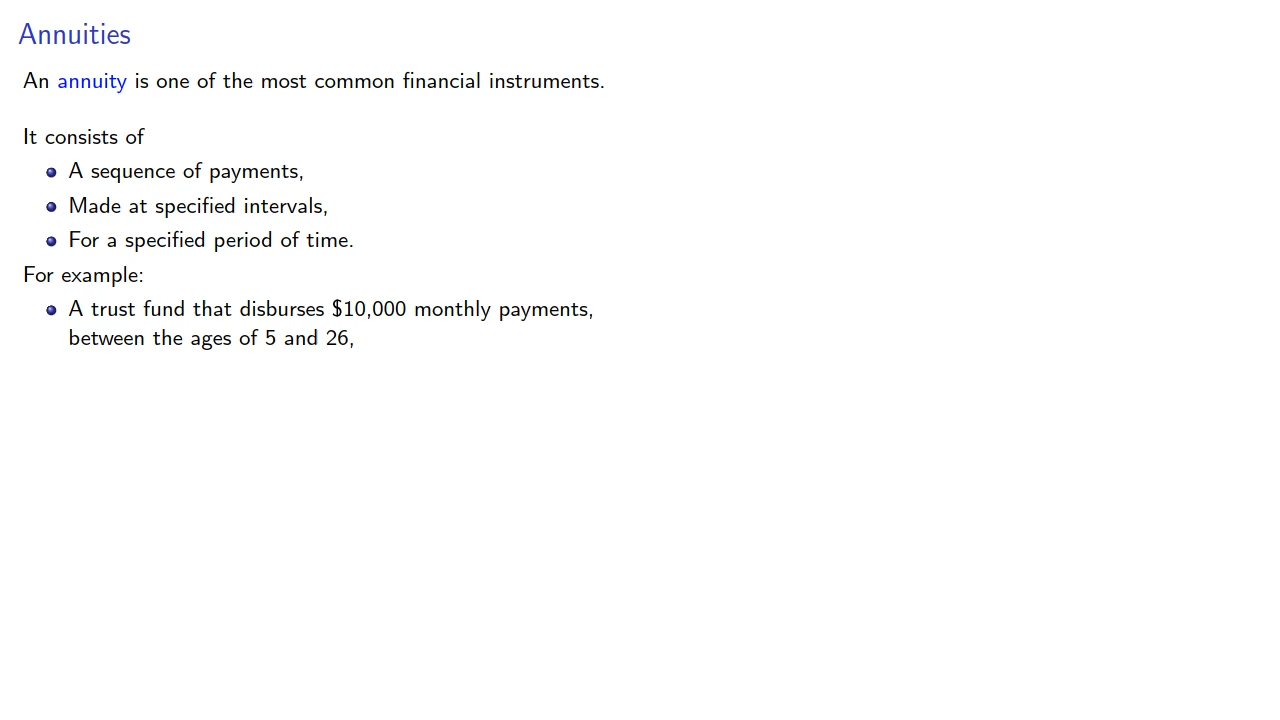 Annuities
An annuity is one of the most common financial instruments.
It consists of
A sequence of payments,
Made at specified intervals,
For a specified period of time.
For example:
A trust fund that disburses $10,000 monthly payments,
between the ages of 5 and 26,